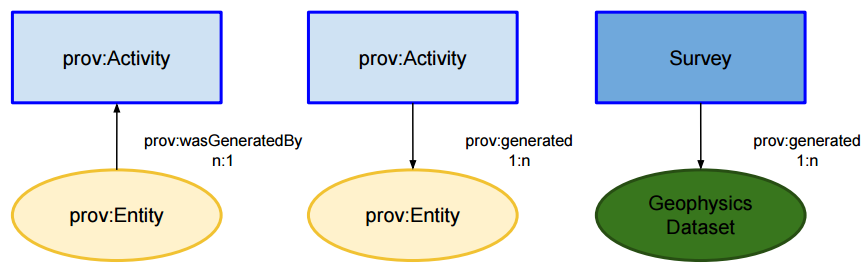 prov:Activity
prov:wasGeneratedBy
n:1
prov:Entity
prov:Activity
prov:generated
1:n
prov:Entity
Survey
prov:generated
1:n
Geophysics
Dataset